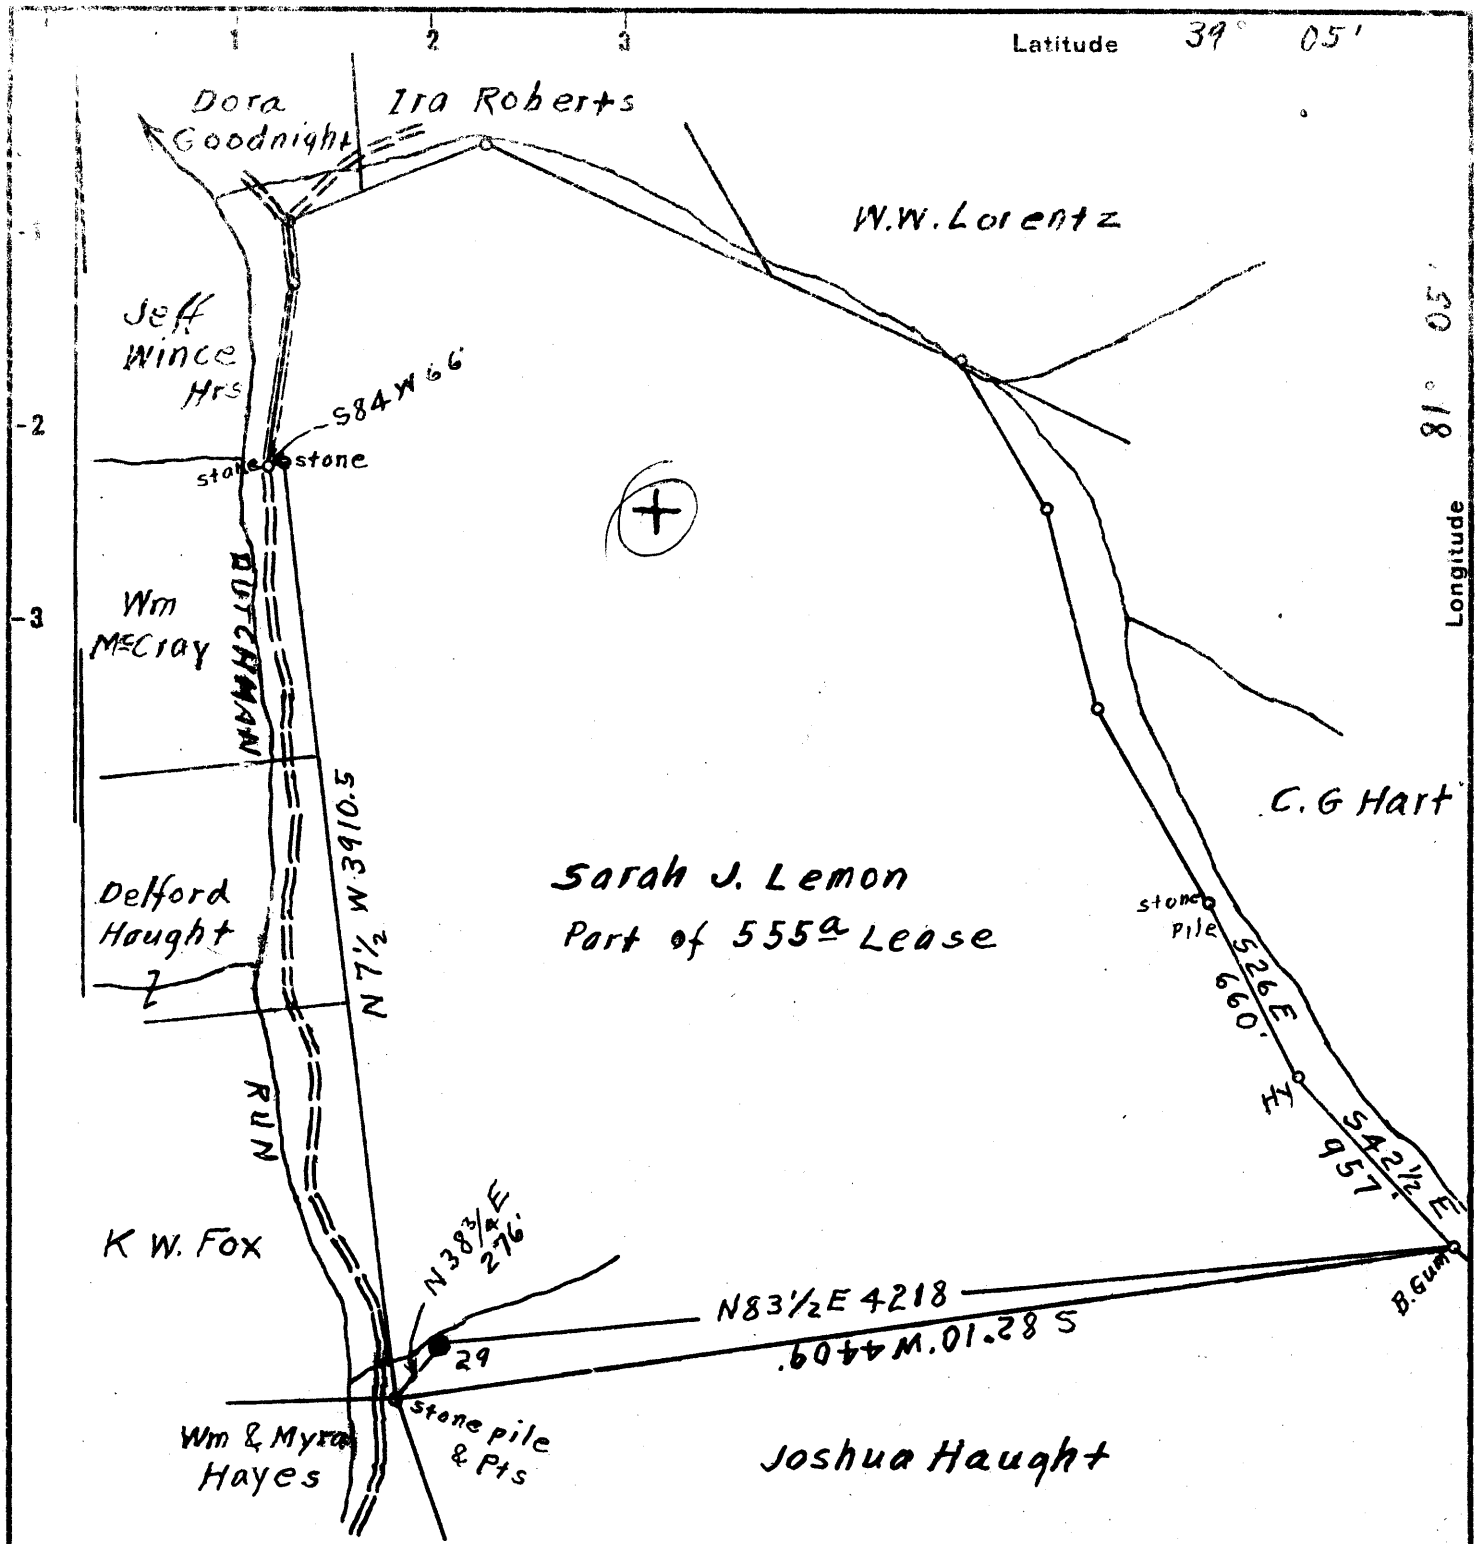 1 2 3
Latitude 39° 05'
Dora
Goodnight
Ira Roberts
-1
W.W. Lorentz
81° 05'
Longitude
Jeff
Wince
Hrs
S84W 66'
-2
stone
stone
-3
Wm
McCray
DUTCHMAN
N 7½ W 3910.5
C. G Hart
Sarah J. Lemon
Part of 555a Lease
Delford
Haught
stone
pile
S26E
660'
RUN
S42½E
957'
K W. Fox
N38¾E
276'
N83½E 4218
S 82°10'W 4409'
B. Gum
29
stone pile
& Pts
Wm & Myra
Hayes
Joshua Haught